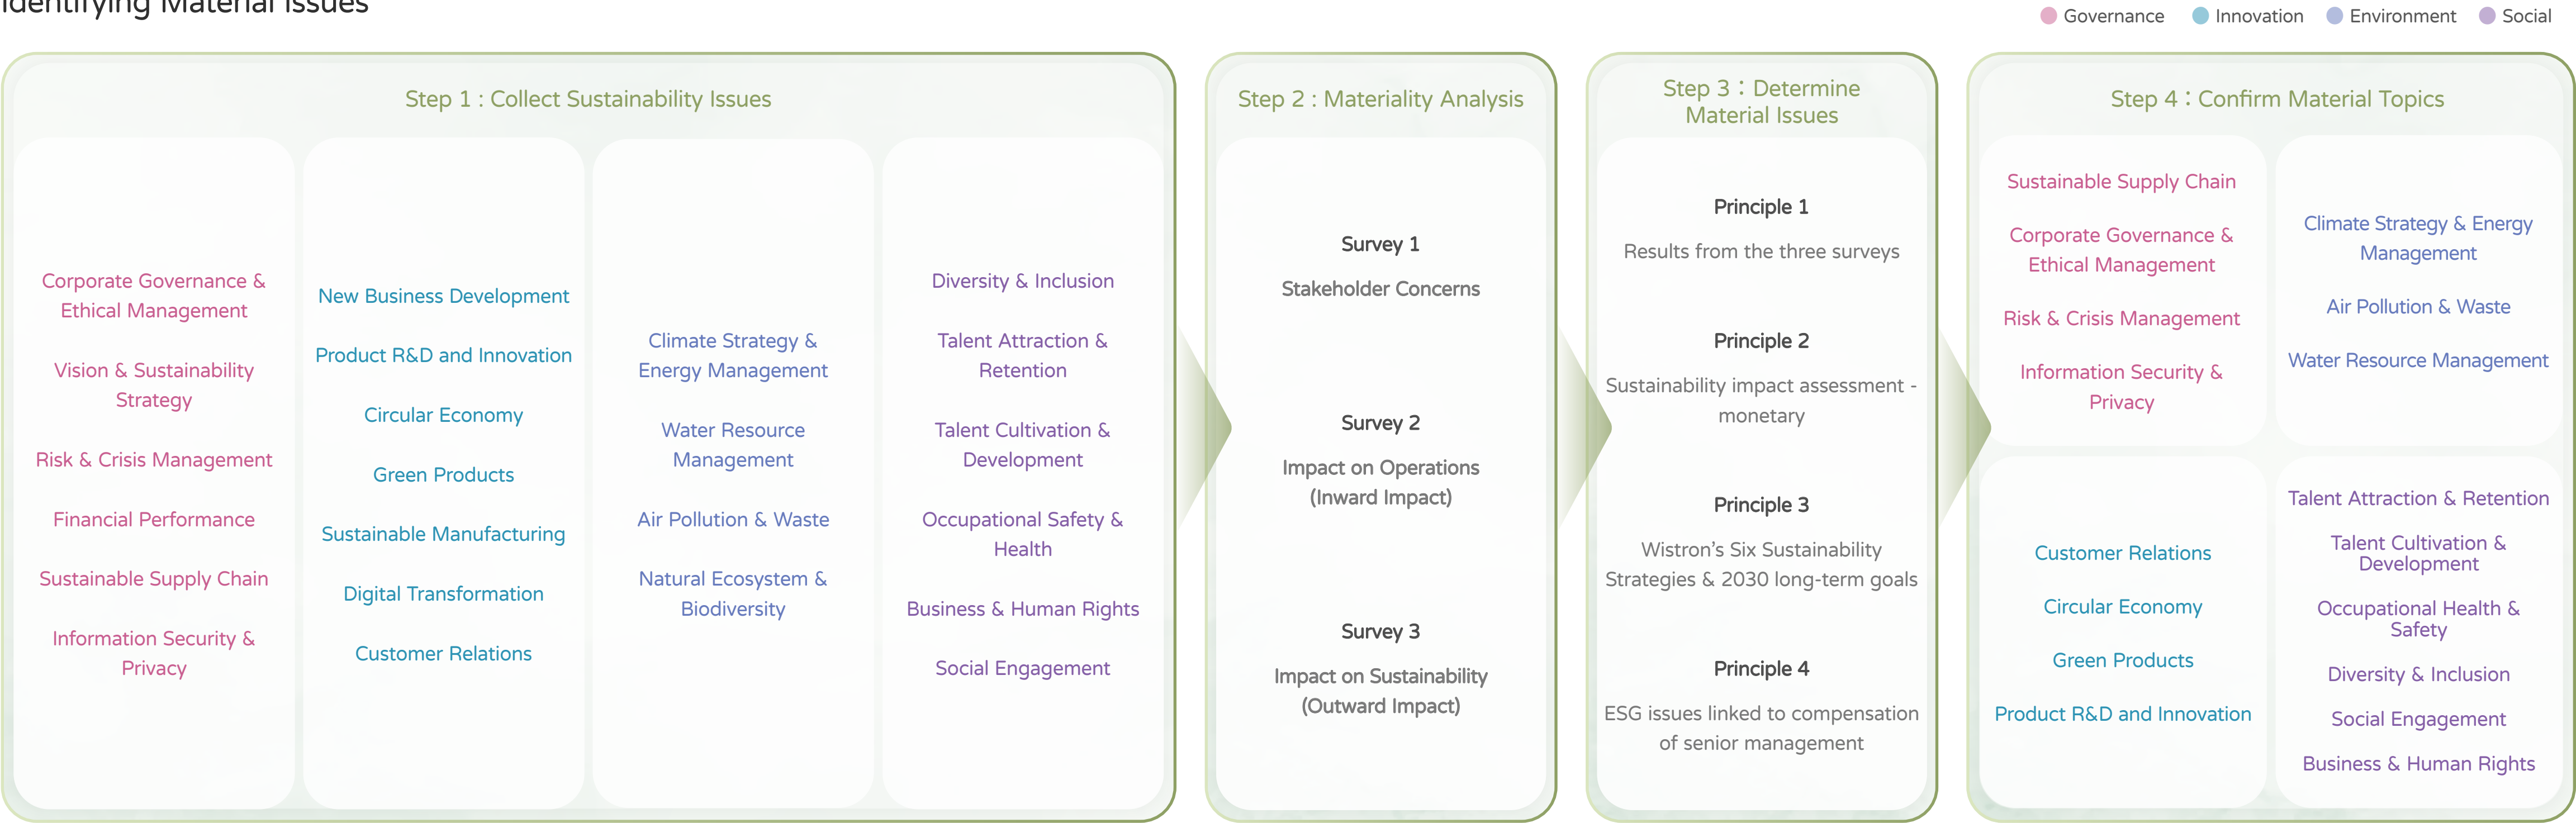 Identifying Material Issues
Governance
Innovation
Environment
Social
Step 1 : Collect Sustainability Issues
Corporate Governance &
Ethical Management
Vision & Sustainability
Strategy
Risk & Crisis Management
Financial Performance
Sustainable Supply Chain
Information Security &
Privacy
New Business Development
Product R&D and Innovation
Circular Economy
Green Products
Sustainable Manufacturing
Digital Transformation
Customer Relations
Climate Strategy &
Energy Management
Water Resource
Management
Air Pollution & Waste
Natural Ecosystem &
Biodiversity
Diversity & Inclusion
Talent Attraction &
Retention
Talent Cultivation &
Development
Occupational Safety &
Health
Business & Human Rights
Social Engagement
Step 2 : Materiality Analysis
Survey 1
Stakeholder Concerns
Survey 2
Impact on Operations
(Inward Impact)
Survey 3
Impact on Sustainability
(Outward Impact)
Step 3：Determine
Material Issues
Principle 1
Results from the three surveys
Principle 2
Sustainability impact assessment -
monetary
Principle 3
Wistron’s Six Sustainability
Strategies & 2030 long-term goals
Principle 4
ESG issues linked to compensation
of senior management
Step 4：Confirm Material Topics
Sustainable Supply Chain
Corporate Governance &
Ethical Management
Risk & Crisis Management
Information Security &
Privacy
Climate Strategy & Energy
Management
Air Pollution & Waste
Water Resource Management
Customer Relations
Circular Economy
Green Products
Product R&D and Innovation
Talent Attraction & Retention
Talent Cultivation &
Development
Occupational Health &
Safety
Diversity & Inclusion
Social Engagement
Business & Human Rights